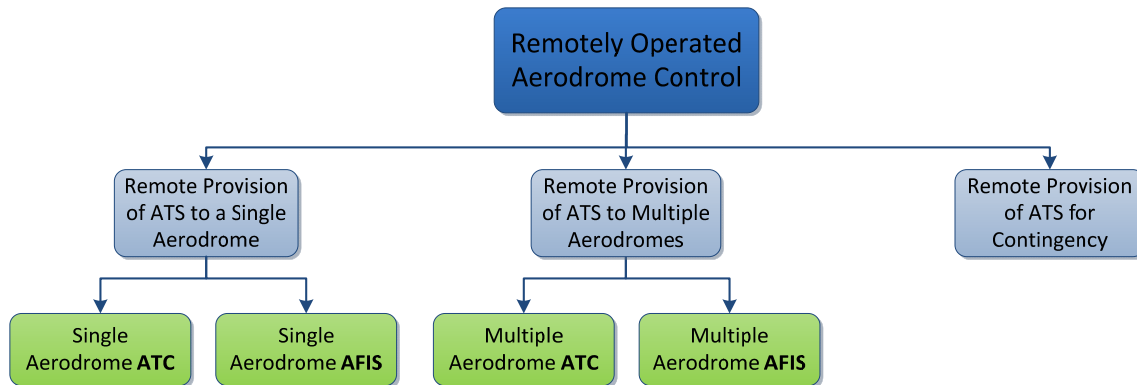 Remotely Operated
Aerodrome Control
Remote Provision
of ATS to a Single
Aerodrome
Remote Provision
of ATS to Multiple
Aerodromes
Remote Provision
of ATS for
Contingency
Single
Aerodrome ATC
Single
Aerodrome AFIS
Multiple
Aerodrome ATC
Multiple
Aerodrome AFIS